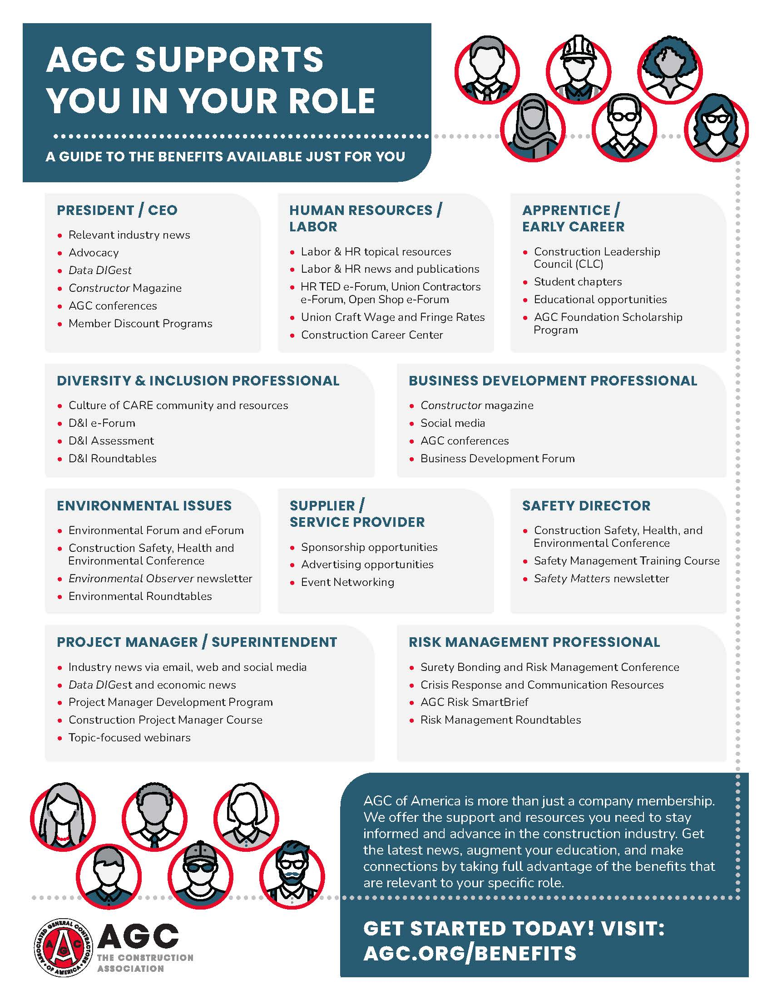 AGC SUPPORTS
YOU IN YOUR ROLE
A GUIDE TO THE BENEFITS AVAILABLE JUST FOR YOU
PRESIDENT / CEO
• Relevant industry news
• Advocacy
• Data DIGest
• Constructor Magazine
• AGC conferences
• Member Discount Programs
HUMAN RESOURCES /
LABOR
• Labor & HR topical resources
• Labor & HR news and publications
• HR TED e-Forum, Union Contractors
e-Forum, Open Shop e-Forum
• Union Craft Wage and Fringe Rates
• Construction Career Center
APPRENTICE /
EARLY CAREER
• Construction Leadership
Council (CLC)
• Student chapters
• Educational opportunities
• AGC Foundation Scholarship
Program
DIVERSITY & INCLUSION PROFESSIONAL
• Culture of CARE community and resources
• D&I e-Forum
• D&I Assessment
• D&I Roundtables
BUSINESS DEVELOPMENT PROFESSIONAL
• Constructor magazine
• Social media
• AGC conferences
• Business Development Forum
ENVIRONMENTAL ISSUES
• Environmental Forum and eForum
• Construction Safety, Health and
Environmental Conference
• Environmental Observer newsletter
• Environmental Roundtables
SUPPLIER /
SERVICE PROVIDER
• Sponsorship opportunities
• Advertising opportunities
• Event Networking
SAFETY DIRECTOR
• Construction Safety, Health, and
Environmental Conference
• Safety Management Training Course
• Safety Matters newsletter
PROJECT MANAGER / SUPERINTENDENT
• Industry news via email, web and social media
• Data DIGest and economic news
• Project Manager Development Program
• Construction Project Manager Course
• Topic-focused webinars
RISK MANAGEMENT PROFESSIONAL
• Surety Bonding and Risk Management Conference
• Crisis Response and Communication Resources
• AGC Risk SmartBrief
• Risk Management Roundtables
AGC of America is more than just a company membership.
We offer the support and resources you need to stay
informed and advance in the construction industry. Get
the latest news, augment your education, and make
connections by taking full advantage of the benefits that
are relevant to your specific role.
GET STARTED TODAY! VISIT:
AGC.ORG/BENEFITS
ASSOCIATED GENERAL CONTRACTORS
OF AMERICA
A G C
AGC
THE CONSTRUCTION
ASSOCIATION